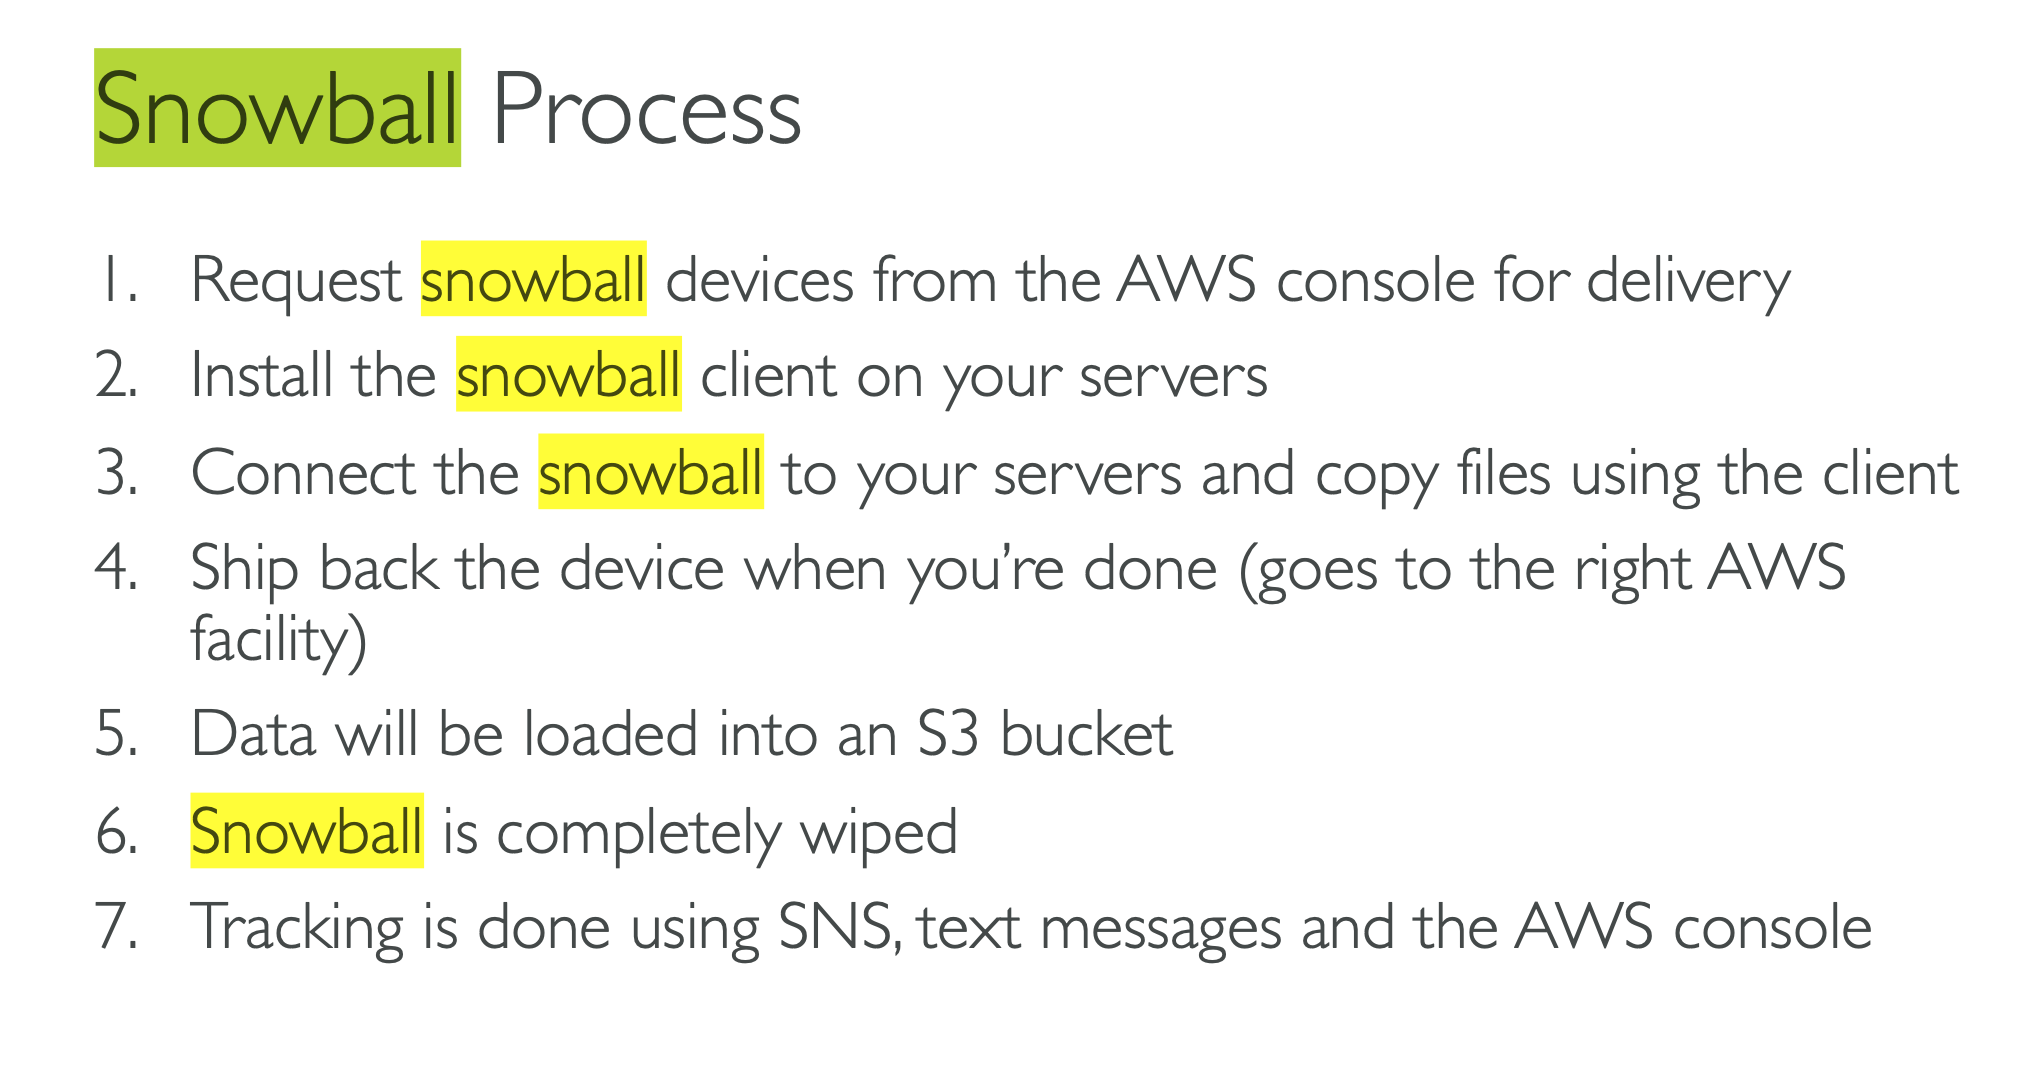 Snowball Process
1. Request snowball devices from the AWS console for delivery
2. Install the snowball client on your servers
3. Connect the snowball to your servers and copy files using the client
4. Ship back the device when you’re done (goes to the right AWS
facility)
5. Data will be loaded into an S3 bucket
6. Snowball is completely wiped
7. Tracking is done using SNS, text messages and the AWS console